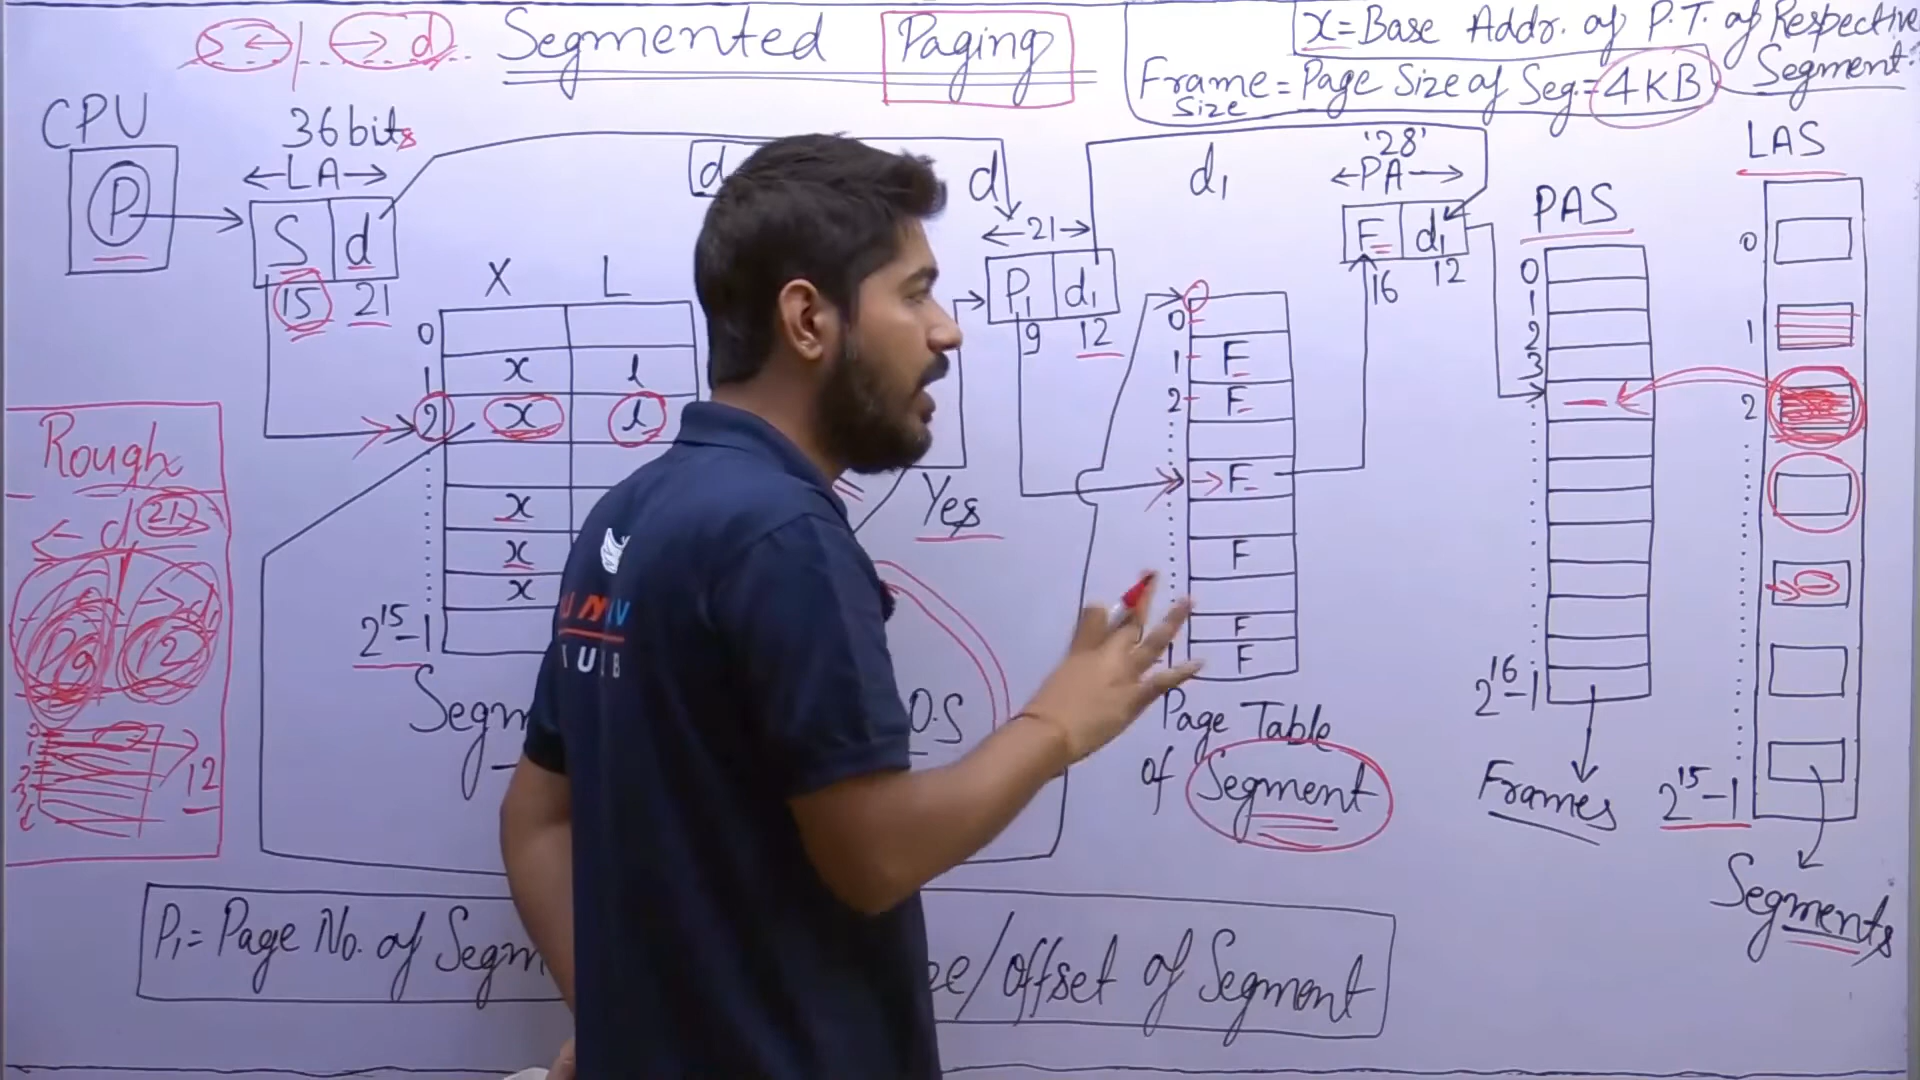 S ← | → d Segmented Paging
x = Base Addr. of P.T. of Respective Segment.
Frame Size = Page Size of Seg. = 4KB
CPU
P
36 bits
← LA →
S d
15 21
X L
0
1 x l
2 x l
x
x
x
2^15-1
d
d
← 21 →
P₁ d₁
9 12
Yes
O.S
d₁
0
1 F
2 F
→ F
F
F
F
Page Table
of Segment
'28'
← PA →
F d₁
16 12
PAS
0
1
2
3
2^16-1
Frames
LAS
0
1
2
2^15-1
Segments
Rough
← d 21
P9 12
12
P₁ = Page No. of Segm
/Offset of Segment